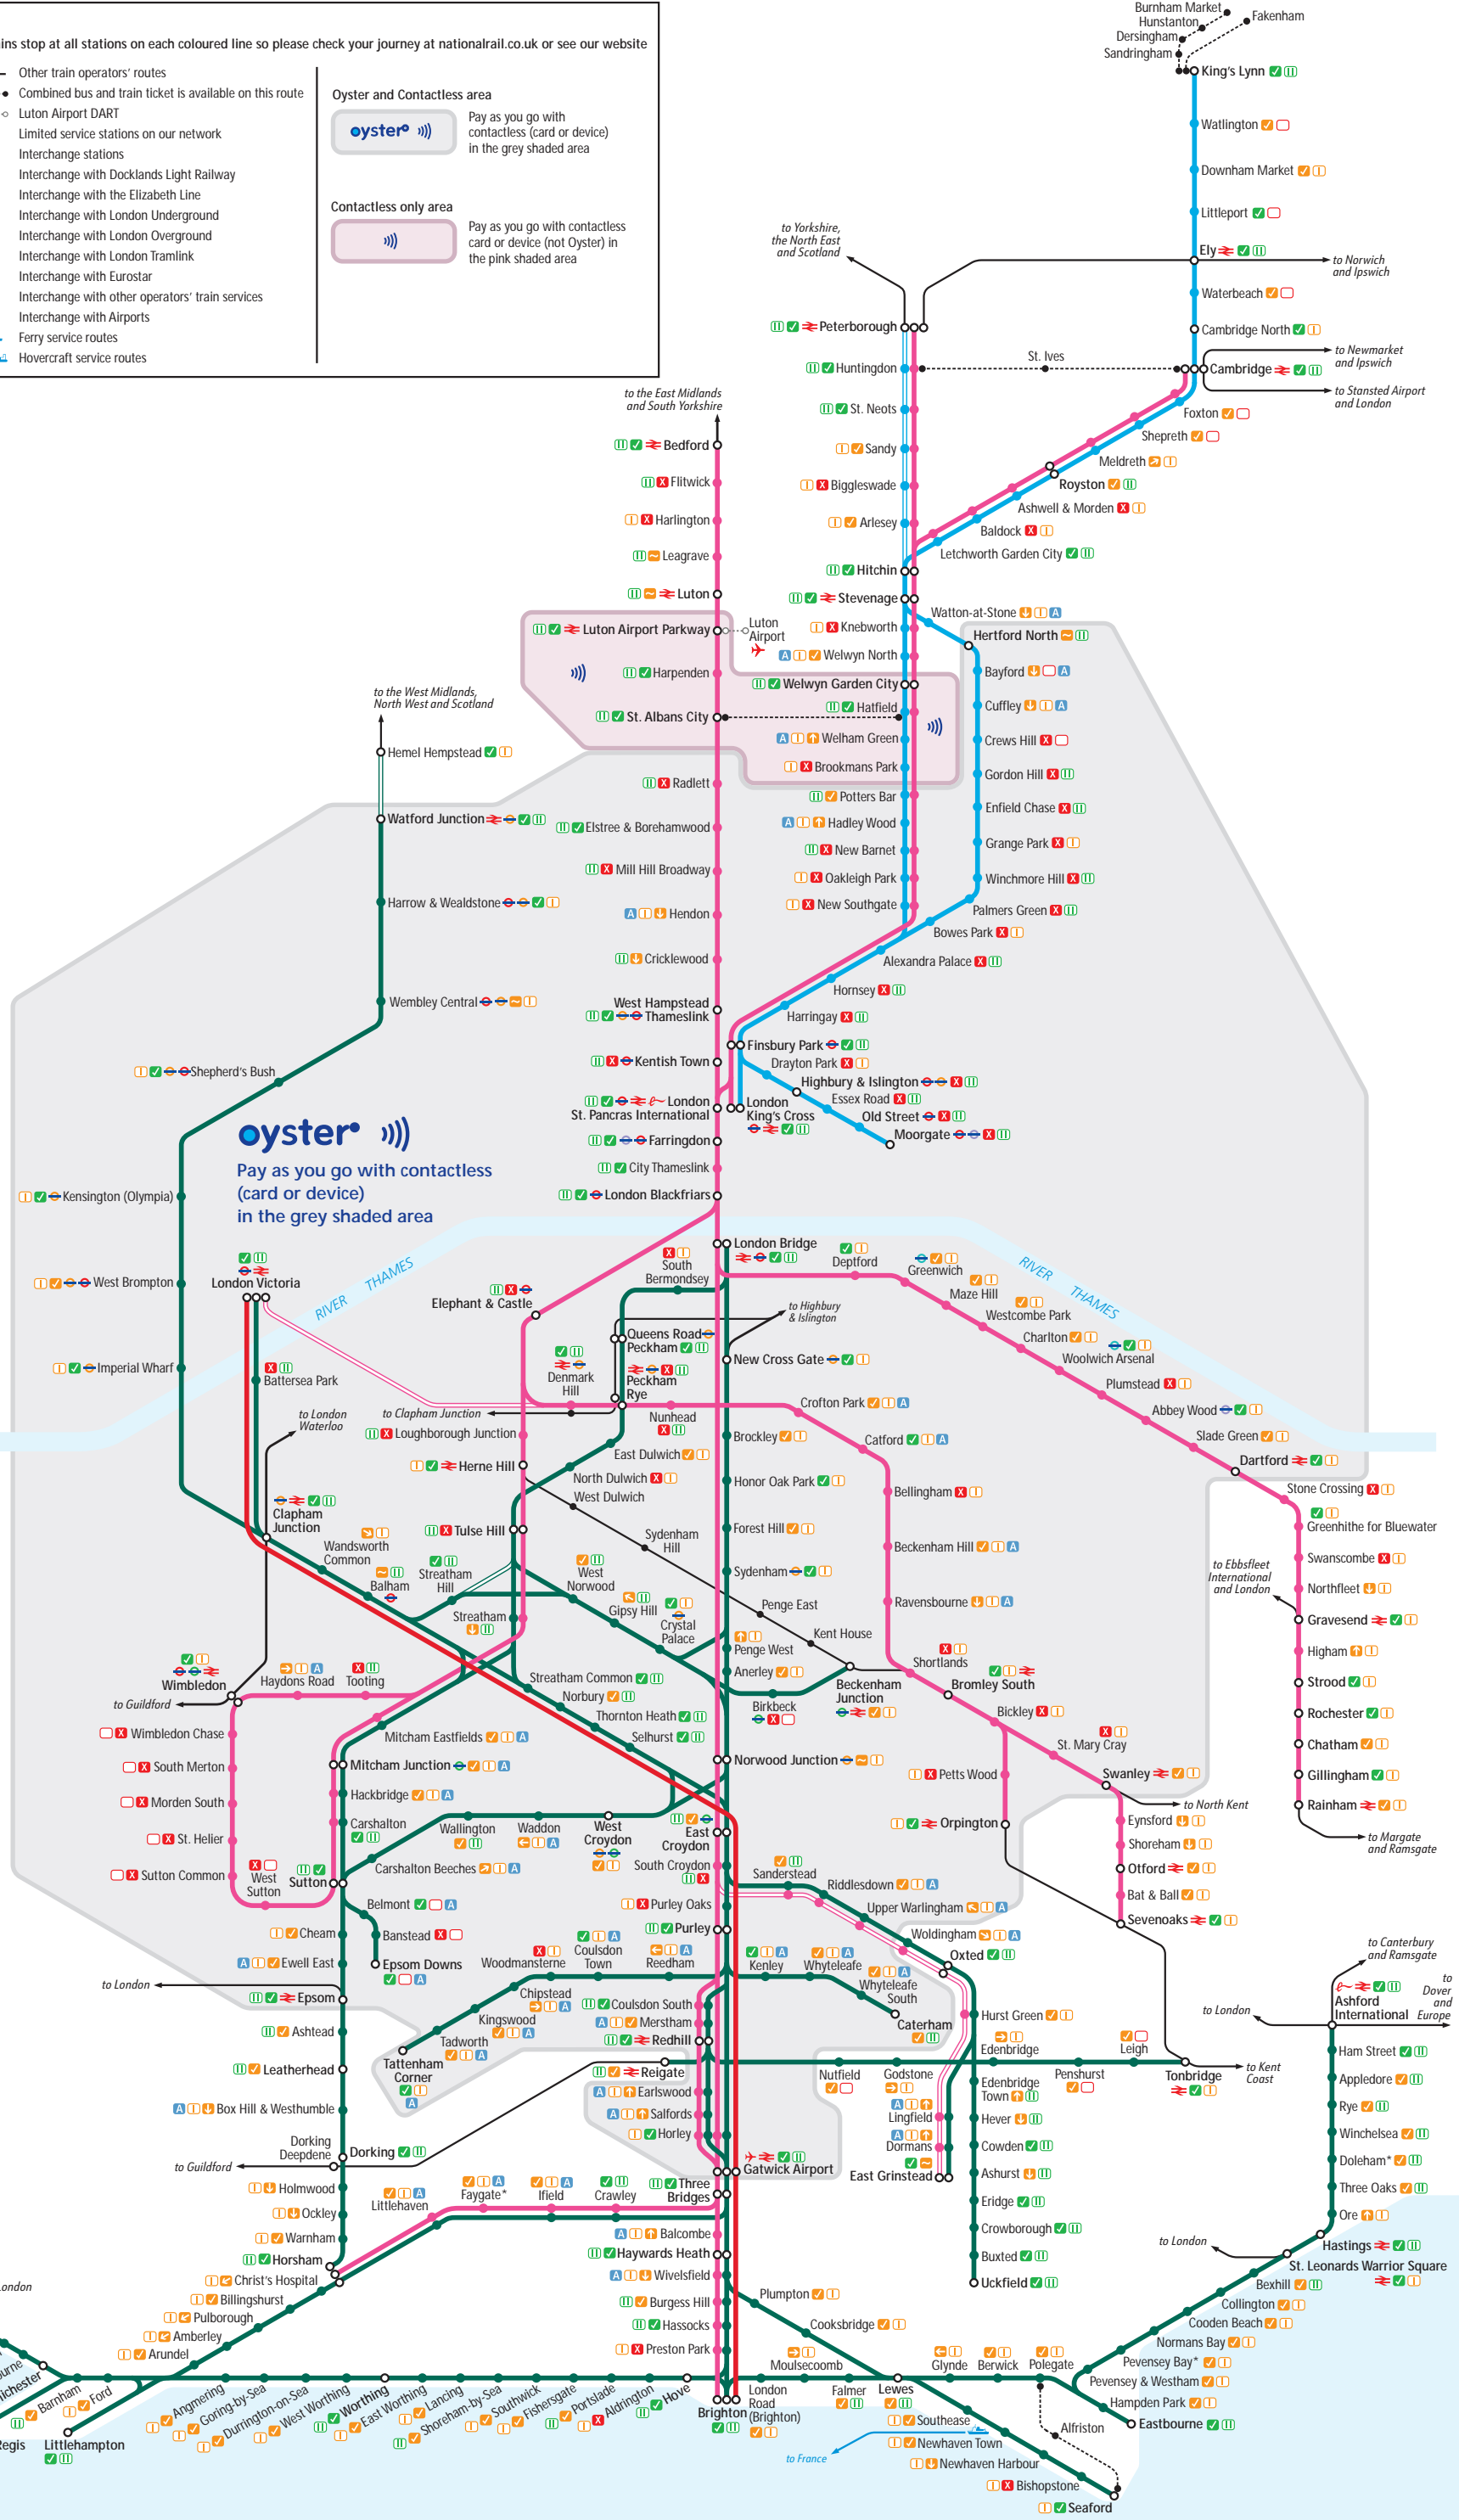 ins stop at all stations on each coloured line so please check your journey at nationalrail.co.uk or see our website
Other train operators' routes
Combined bus and train ticket is available on this route
Luton Airport DART
Limited service stations on our network
Interchange stations
Interchange with Docklands Light Railway
Interchange with the Elizabeth Line
Interchange with London Underground
Interchange with London Overground
Interchange with London Tramlink
Interchange with Eurostar
Interchange with other operators' train services
Interchange with Airports
Ferry service routes
Hovercraft service routes
Oyster and Contactless area
oyster
Pay as you go with
contactless (card or device)
in the grey shaded area
Contactless only area
Pay as you go with contactless
card or device (not Oyster) in
the pink shaded area
Burnham Market
Hunstanton
Fakenham
Dersingham
Sandringham
King's Lynn
Watlington
Downham Market
Littleport
Ely
to Norwich
and Ipswich
Waterbeach
Cambridge North
to Newmarket
and Ipswich
Cambridge
to Stansted Airport
and London
Foxton
Shepreth
Meldreth
Royston
Ashwell & Morden
Baldock
Letchworth Garden City
to Yorkshire,
the North East
and Scotland
Peterborough
Huntingdon
St. Ives
St. Neots
Sandy
Biggleswade
Arlesey
Hitchin
Stevenage
Knebworth
Welwyn North
Welwyn Garden City
Hatfield
Welham Green
Brookmans Park
Potters Bar
Hadley Wood
New Barnet
Oakleigh Park
New Southgate
Watton-at-Stone
Hertford North
Bayford
Cuffley
Crews Hill
Gordon Hill
Enfield Chase
Grange Park
Winchmore Hill
Palmers Green
Bowes Park
Alexandra Palace
Hornsey
Harringay
Finsbury Park
Drayton Park
Highbury & Islington
Essex Road
Old Street
Moorgate
London
King's Cross
to the East Midlands
and South Yorkshire
Bedford
Flitwick
Harlington
Leagrave
Luton
Luton Airport Parkway
Luton
Airport
Harpenden
St. Albans City
Radlett
Elstree & Borehamwood
Mill Hill Broadway
Hendon
Cricklewood
West Hampstead
Thameslink
Kentish Town
London
St. Pancras International
Farringdon
City Thameslink
London Blackfriars
to the West Midlands,
North West and Scotland
Hemel Hempstead
Watford Junction
Harrow & Wealdstone
Wembley Central
Shepherd's Bush
Kensington (Olympia)
West Brompton
Imperial Wharf
oyster
Pay as you go with contactless
(card or device)
in the grey shaded area
London Victoria
RIVER THAMES
RIVER THAMES
Battersea Park
to London
Waterloo
Clapham
Junction
Elephant & Castle
London Bridge
South
Bermondsey
to Highbury
& Islington
Queens Road
Peckham
Denmark
Hill
Peckham
Rye
to Clapham Junction
Nunhead
Loughborough Junction
East Dulwich
Herne Hill
North Dulwich
West Dulwich
Tulse Hill
Sydenham
Hill
Deptford
Greenwich
Maze Hill
Westcombe Park
Charlton
Woolwich Arsenal
Plumstead
Abbey Wood
Slade Green
Dartford
Stone Crossing
Greenhithe for Bluewater
Swanscombe
Northfleet
to Ebbsfleet
International
and London
Gravesend
Higham
Strood
Rochester
Chatham
Gillingham
Rainham
to Margate
and Ramsgate
New Cross Gate
Crofton Park
Brockley
Catford
Honor Oak Park
Bellingham
Forest Hill
Beckenham Hill
Sydenham
Ravensbourne
Penge East
Kent House
Penge West
Anerley
Birkbeck
Beckenham
Junction
Shortlands
Bromley South
Bickley
St. Mary Cray
Petts Wood
Swanley
to North Kent
Orpington
Eynsford
Shoreham
Otford
Bat & Ball
Sevenoaks
Wandsworth
Common
Balham
Streatham
Hill
West
Norwood
Gipsy Hill
Crystal
Palace
Streatham
Streatham Common
Norbury
Thornton Heath
Selhurst
Norwood Junction
Wimbledon
to Guildford
Haydons Road
Tooting
Wimbledon Chase
South Merton
Morden South
St. Helier
Sutton Common
West
Sutton
Mitcham Eastfields
Mitcham Junction
Hackbridge
Carshalton
Sutton
Carshalton Beeches
Wallington
Waddon
West
Croydon
East
Croydon
South Croydon
Sanderstead
Riddlesdown
Upper Warlingham
Woldingham
Oxted
Belmont
Banstead
Epsom Downs
Cheam
Ewell East
to London
Epsom
Ashtead
Leatherhead
Box Hill & Westhumble
Dorking
Deepdene
Dorking
to Guildford
Holmwood
Ockley
Warnham
Horsham
Christ's Hospital
Billingshurst
Pulborough
Amberley
Arundel
Purley Oaks
Purley
Woodmansterne
Coulsdon
Town
Reedham
Kenley
Whyteleafe
Whyteleafe
South
Caterham
Chipstead
Kingswood
Tadworth
Tattenham
Corner
Coulsdon South
Merstham
Redhill
Reigate
Earlswood
Salfords
Horley
Gatwick Airport
Nutfield
Godstone
Edenbridge
Penshurst
Leigh
Tonbridge
to Kent
Coast
Hurst Green
Lingfield
Dormans
East Grinstead
Edenbridge
Town
Hever
Cowden
Ashurst
Eridge
Crowborough
Buxted
Uckfield
Three
Bridges
Littlehaven
Faygate*
Ifield
Crawley
Balcombe
Haywards Heath
Wivelsfield
Burgess Hill
Hassocks
Preston Park
Plumpton
Cooksbridge
to Canterbury
and Ramsgate
to
Dover
and
Europe
to London
Ashford
International
Ham Street
Appledore
Rye
Winchelsea
Doleham*
Three Oaks
Ore
Hastings
to London
St. Leonards Warrior Square
Bexhill
Collington
Cooden Beach
Normans Bay
Pevensey Bay*
Pevensey & Westham
Hampden Park
Eastbourne
ondon
ourne
ichester
egis
Barnham
Ford
Littlehampton
Angmering
Goring-by-Sea
Durrington-on-Sea
West Worthing
Worthing
East Worthing
Lancing
Shoreham-by-Sea
Southwick
Fishersgate
Portslade
Aldrington
Hove
Brighton
London
Road
(Brighton)
Moulsecoomb
Falmer
Lewes
Glynde
Berwick
Polegate
Alfriston
Southease
Newhaven Town
Newhaven Harbour
Bishopstone
Seaford
to France